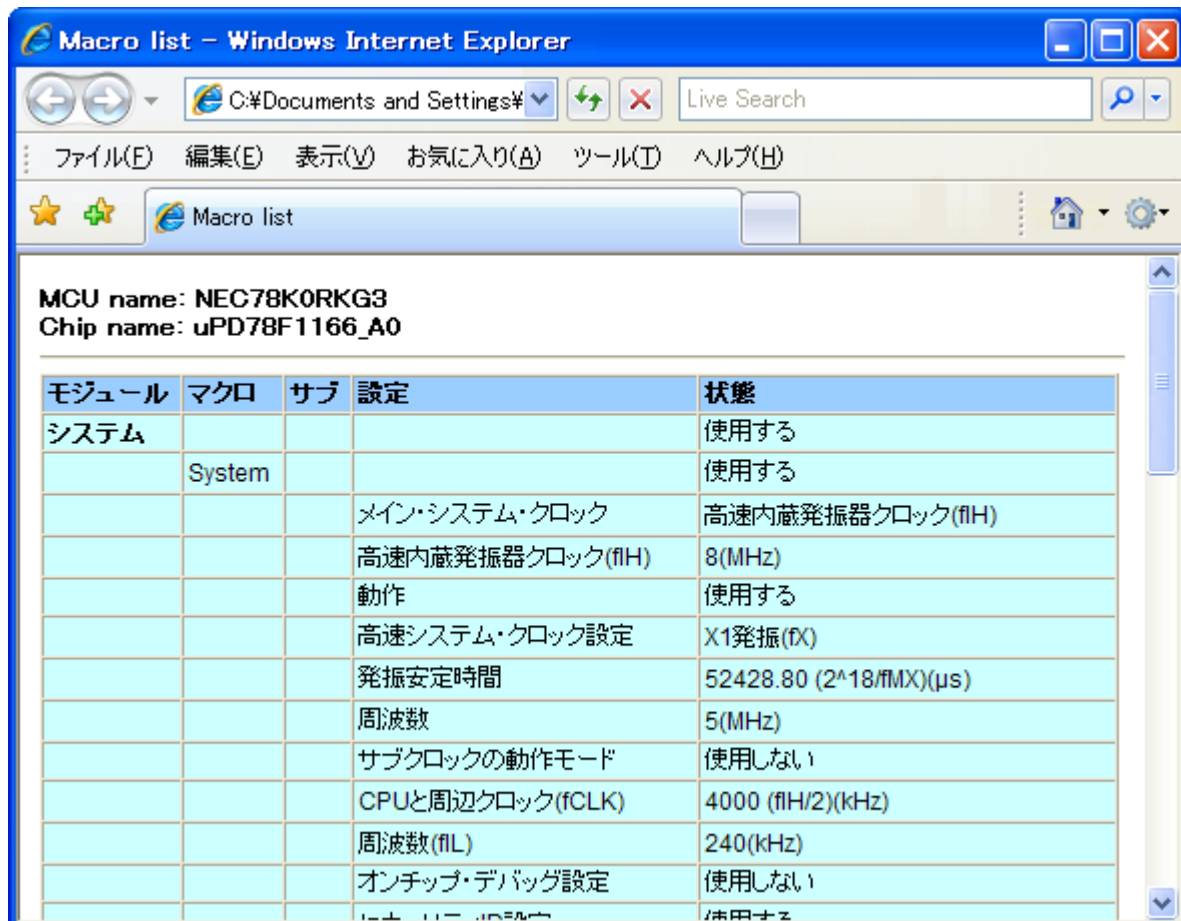 Macro list - Windows Internet Explorer
C:¥Documents and Settings¥
Live Search
ファイル(F) 編集(E) 表示(V) お気に入り(A) ツール(T) ヘルプ(H)
Macro list
MCU name: NEC78K0RKG3
Chip name: uPD78F1166_A0
モジュール マクロ サブ 設定 状態
システム 使用する
System 使用する
メイン・システム・クロック 高速内蔵発振器クロック(fIH)
高速内蔵発振器クロック(fIH) 8(MHz)
動作 使用する
高速システム・クロック設定 X1発振(fX)
発振安定時間 52428.80 (2^18/fMX)(µs)
周波数 5(MHz)
サブクロックの動作モード 使用しない
CPUと周辺クロック(fCLK) 4000 (fIH/2)(kHz)
周波数(fIL) 240(kHz)
オンチップ・デバッグ設定 使用しない
使用する